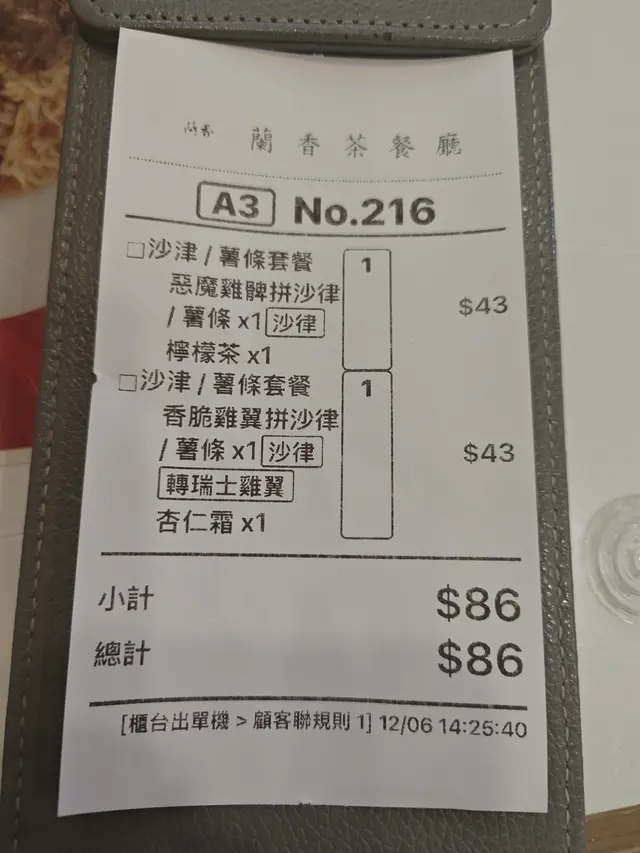 蘭香
蘭香茶餐廳
A3 No.216
□沙津 / 薯條套餐 1 $43
惡魔雞髀拼沙律
/ 薯條 x1 沙律
檸檬茶 x1
□沙津 / 薯條套餐 1 $43
香脆雞翼拼沙律
/ 薯條 x1 沙律
轉瑞士雞翼
杏仁霜 x1
小計 $86
總計 $86
[櫃台出單機 > 顧客聯規則 1] 12/06 14:25:40